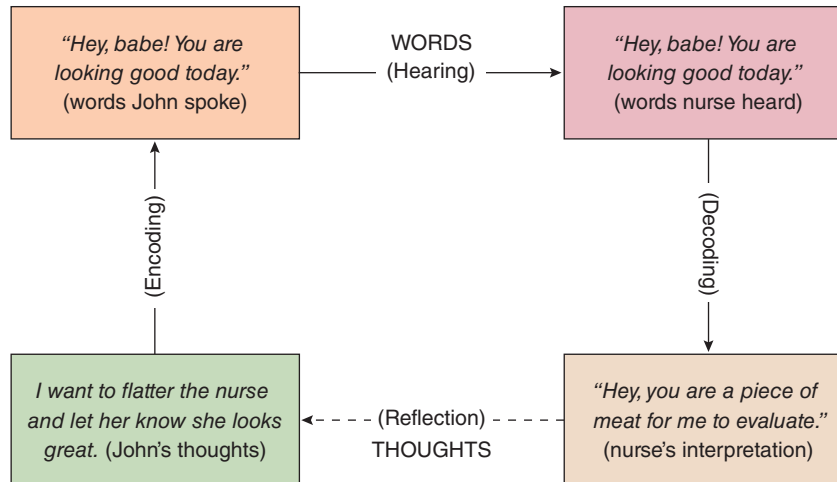 “Hey, babe! You are
looking good today.”
(words John spoke)
WORDS
(Hearing)
“Hey, babe! You are
looking good today.”
(words nurse heard)
(Encoding)
(Decoding)
I want to flatter the nurse
and let her know she looks
great. (John’s thoughts)
(Reflection)
THOUGHTS
“Hey, you are a piece of
meat for me to evaluate.”
(nurse’s interpretation)